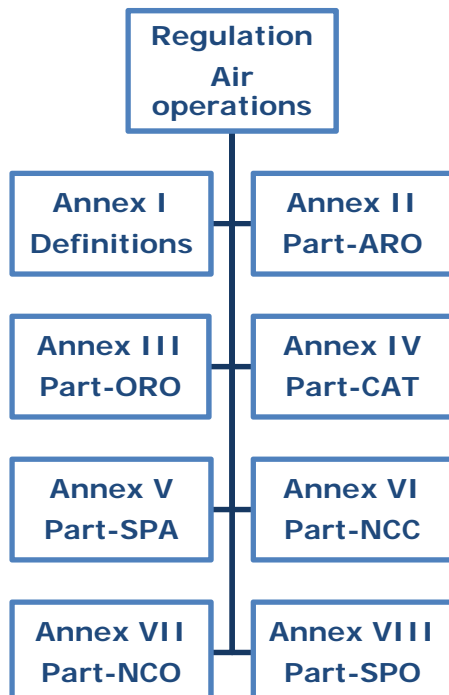 Regulation
Air
operations
Annex I
Definitions
Annex II
Part-ARO
Annex III
Part-ORO
Annex IV
Part-CAT
Annex V
Part-SPA
Annex VI
Part-NCC
Annex VII
Part-NCO
Annex VIII
Part-SPO